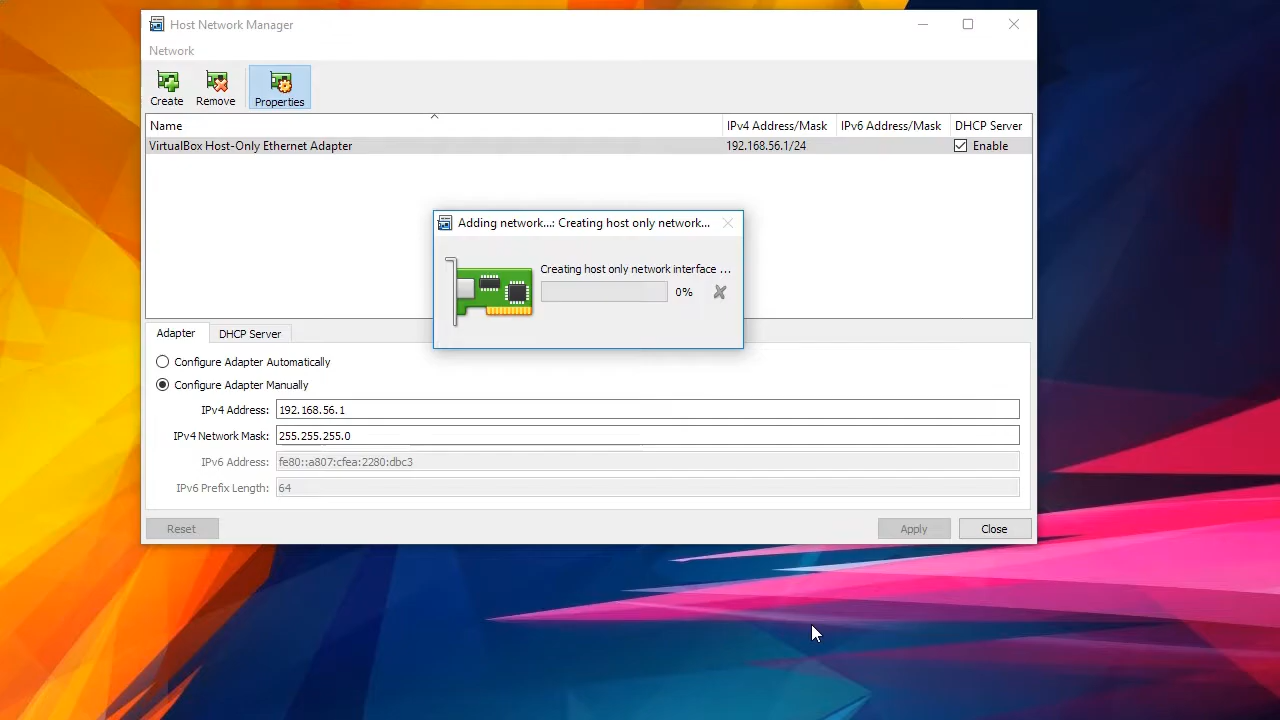 Host Network Manager
Network
Create Remove Properties
Name IPv4 Address/Mask IPv6 Address/Mask DHCP Server
VirtualBox Host-Only Ethernet Adapter 192.168.56.1/24 Enable
Adding network...: Creating host only network...
Creating host only network interface ...
0%
Adapter DHCP Server
Configure Adapter Automatically
Configure Adapter Manually
IPv4 Address: 192.168.56.1
IPv4 Network Mask: 255.255.255.0
IPv6 Address: fe80::a807:cfea:2280:dbc3
IPv6 Prefix Length: 64
Reset Apply Close